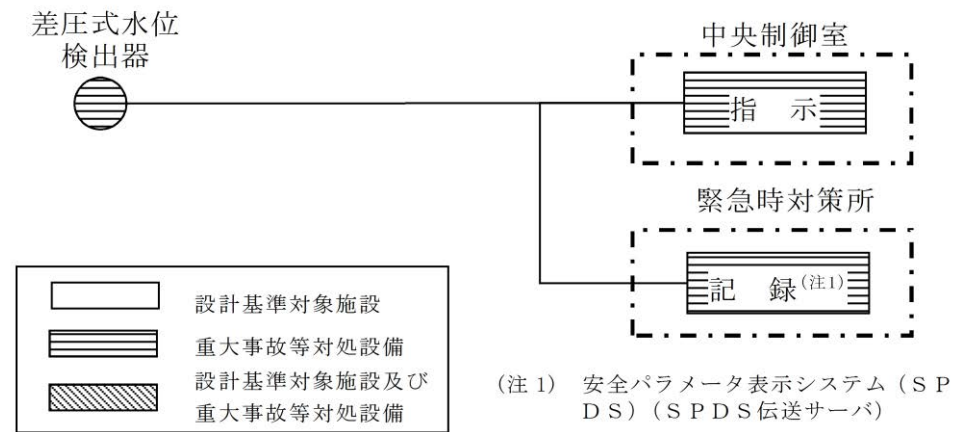 差圧式水位
検出器
中央制御室
指 示
緊急時対策所
記 録(注1)
設計基準対象施設
重大事故等対処設備
設計基準対象施設及び
重大事故等対処設備
(注1) 安全パラメータ表示システム(SP
DS)(SPDS伝送サーバ)